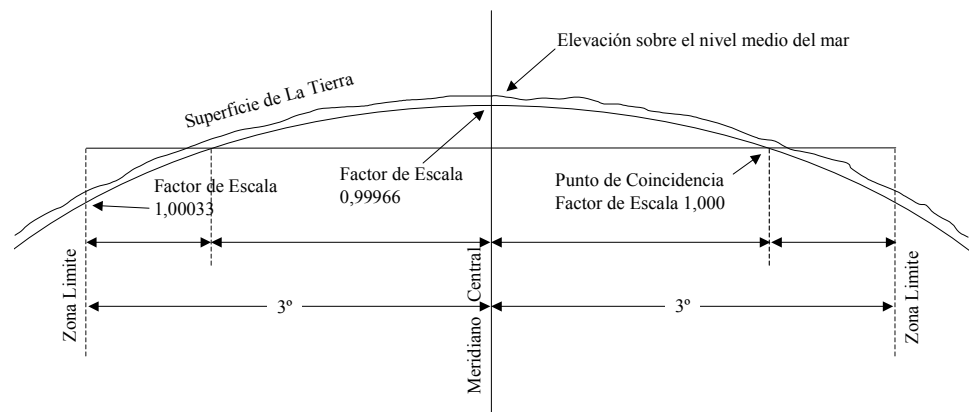 Elevación sobre el nivel medio del mar
Superficie de La Tierra
Factor de Escala
1,00033
Factor de Escala
0,99966
Punto de Coincidencia
Factor de Escala 1,000
Zona Limite
3º
Meridiano Central
3º
Zona Limite